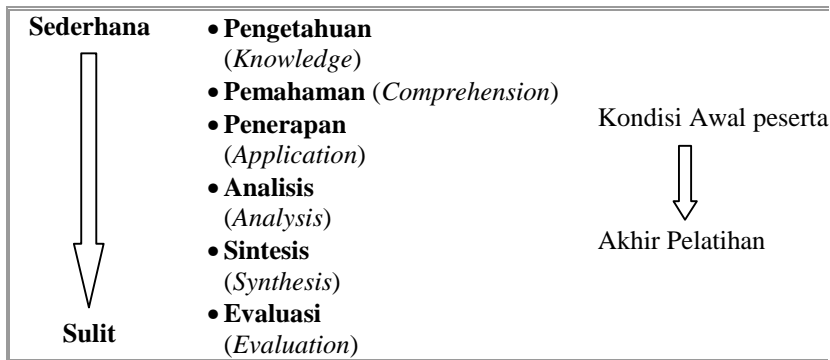 Sederhana
• Pengetahuan
(Knowledge)
• Pemahaman (Comprehension)
• Penerapan
(Application)
• Analisis
(Analysis)
• Sintesis
(Synthesis)
• Evaluasi
(Evaluation)
Sulit
Kondisi Awal peserta
Akhir Pelatihan